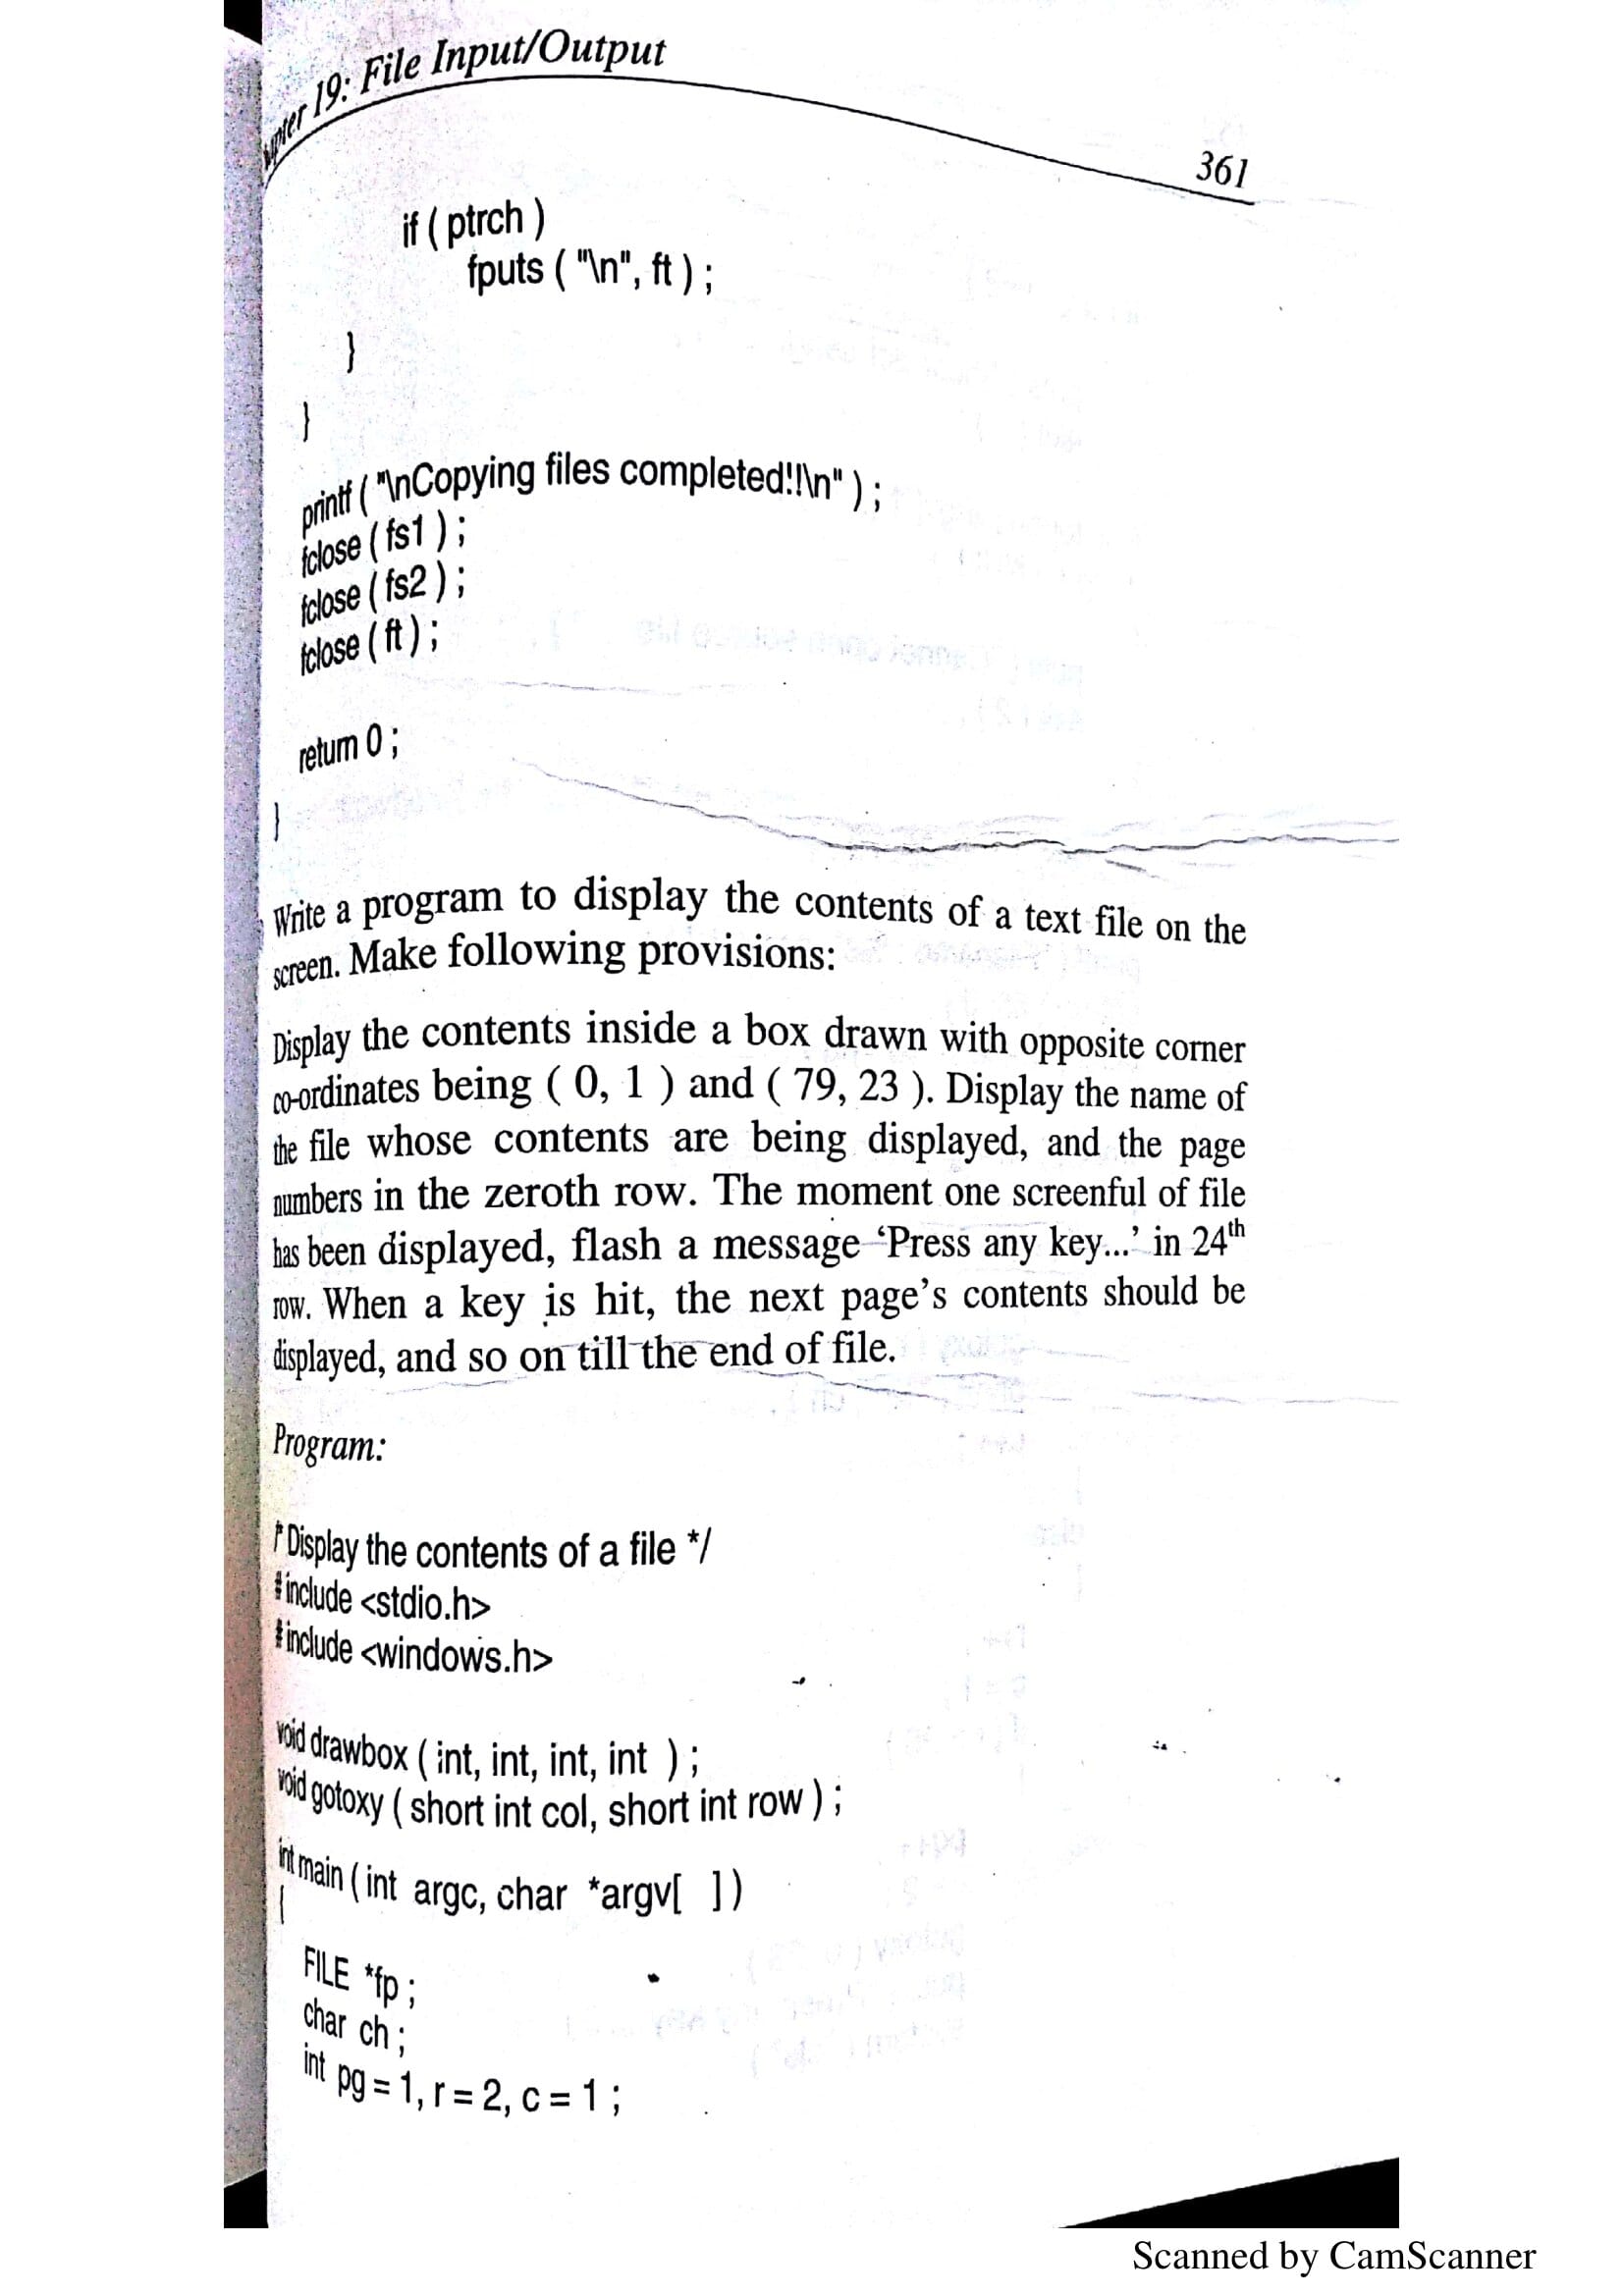 19: File Input/Output
361
if ( ptrch )
fputs ( "\n", ft ) ;
}
}
printf ( "\nCopying files completed!!\n" ) ;
fclose ( fs1 ) ;
fclose ( fs2 ) ;
fclose ( ft ) ;
return 0 ;
}
Write a program to display the contents of a text file on the
screen. Make following provisions:
Display the contents inside a box drawn with opposite corner
co-ordinates being ( 0, 1 ) and ( 79, 23 ). Display the name of
the file whose contents are being displayed, and the page
numbers in the zeroth row. The moment one screenful of file
has been displayed, flash a message ‘Press any key...’ in 24th
row. When a key is hit, the next page’s contents should be
displayed, and so on till the end of file.
Program:
/* Display the contents of a file */
#include <stdio.h>
#include <windows.h>
void drawbox ( int, int, int, int ) ;
void gotoxy ( short int col, short int row ) ;
int main ( int argc, char *argv[ ] )
{
FILE *fp ;
char ch ;
int pg = 1, r = 2, c = 1 ;
Scanned by CamScanner